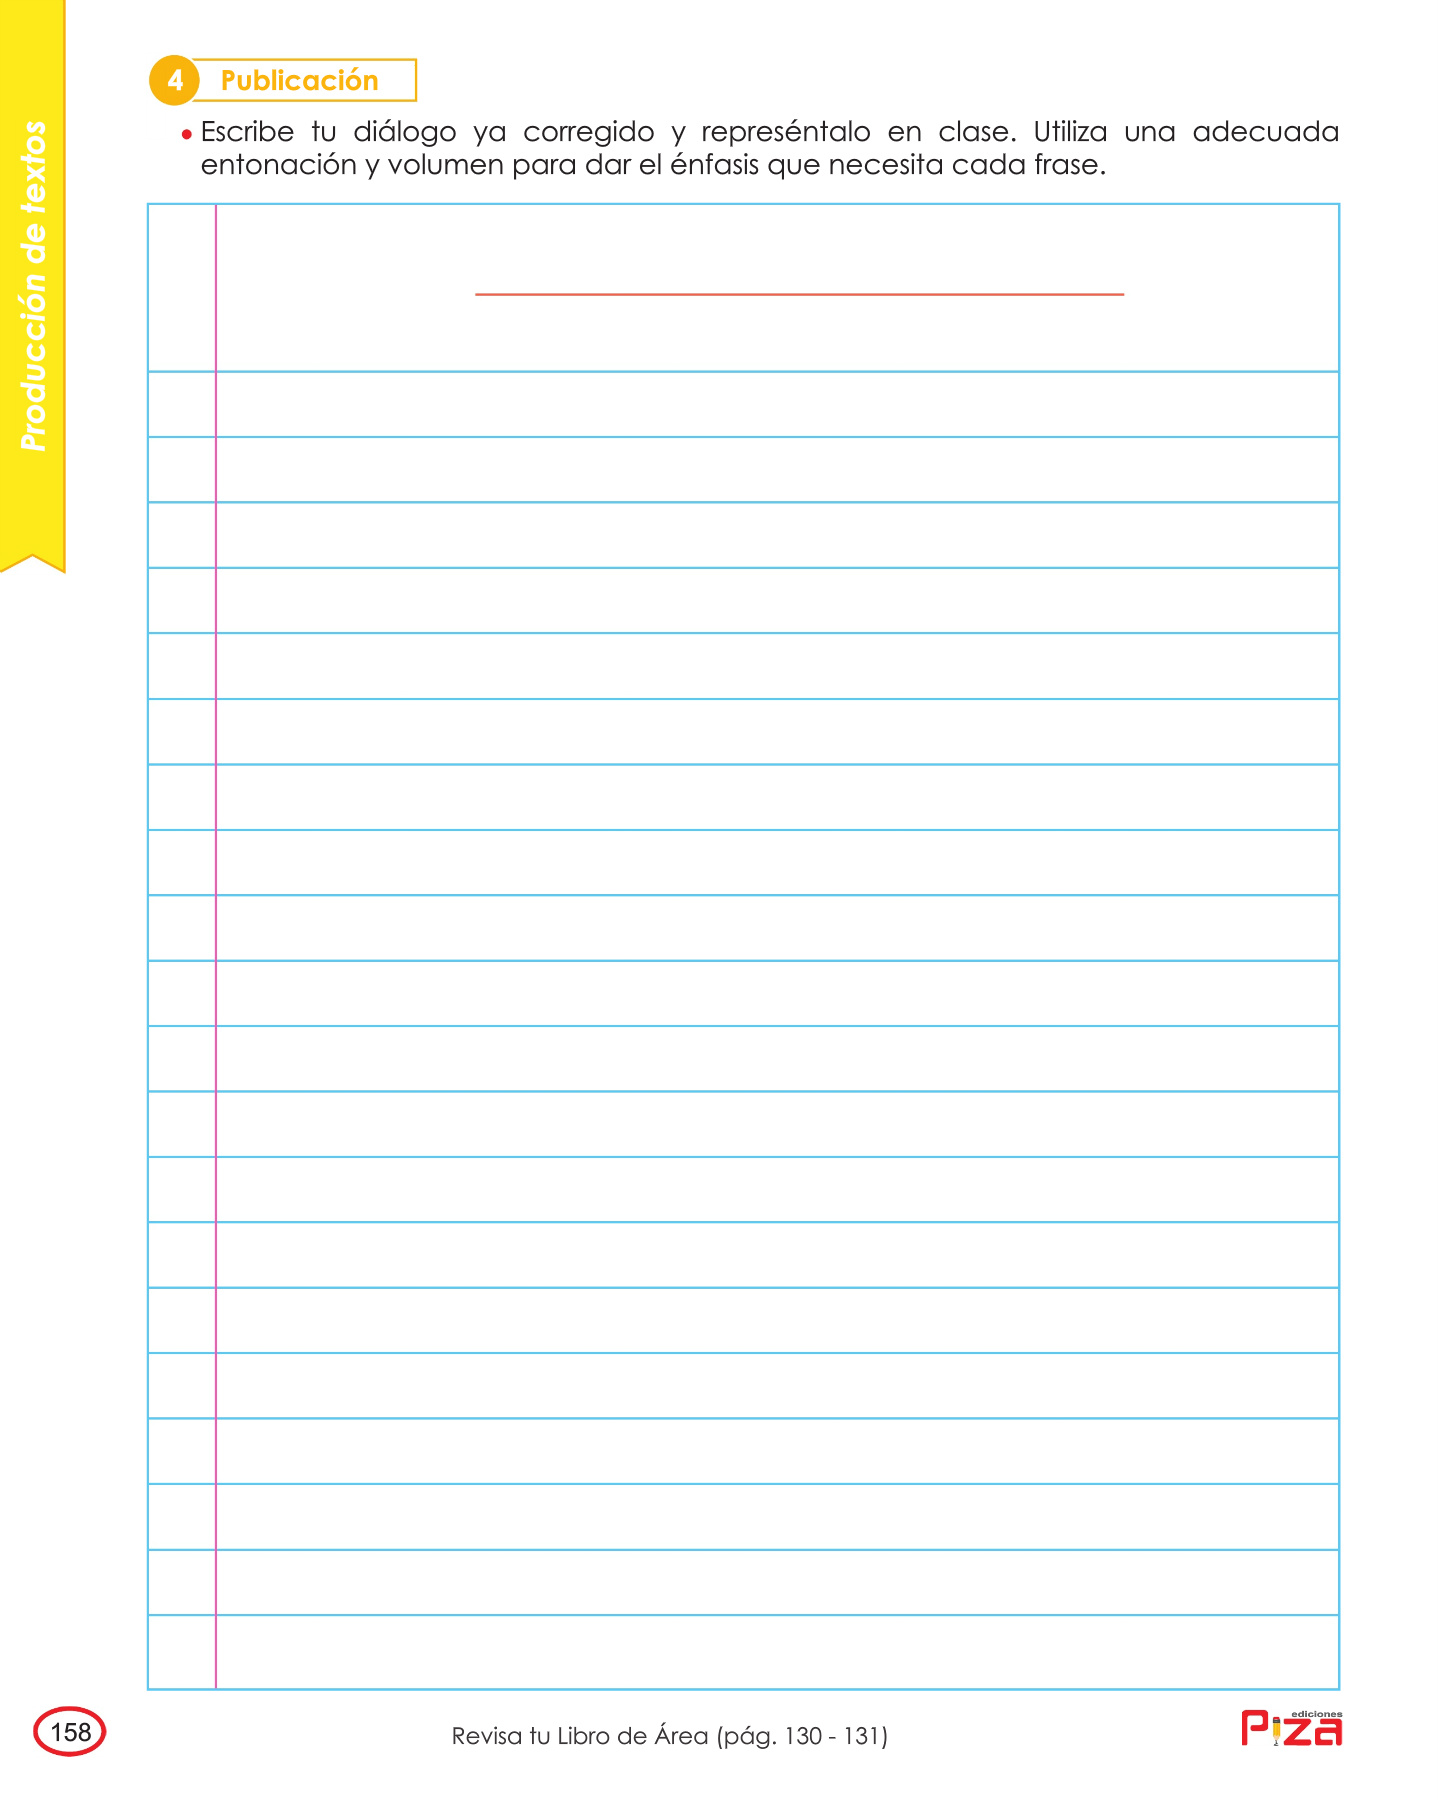 Producción de textos
4 Publicación
• Escribe tu diálogo ya corregido y represéntalo en clase. Utiliza una adecuada
entonación y volumen para dar el énfasis que necesita cada frase.
158
Revisa tu Libro de Área (pág. 130 - 131)
ediciones
Piza